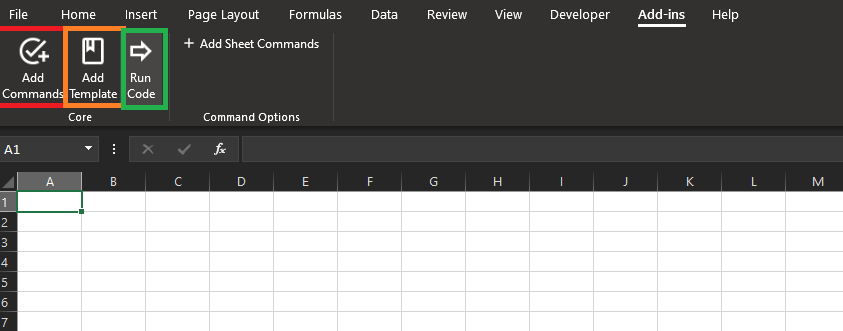 File Home Insert Page Layout Formulas Data Review View Developer Add-ins Help
Add Commands
Add Template
Run Code
+ Add Sheet Commands
Core
Command Options
A1
fx
A B C D E F G H I J K L M
1
2
3
4
5
6
7